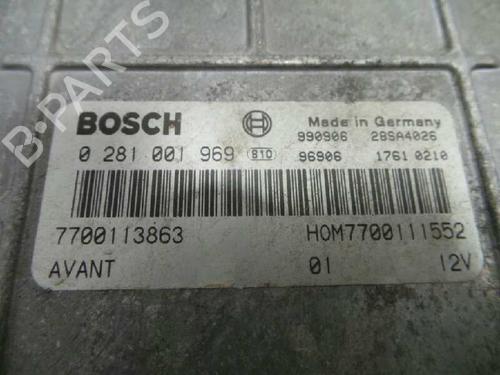 BOSCH Made in Germany
990906 28SA4026
0 281 001 969 B10 96906 1761 0210
7700113863 HOM7700111552
AVANT 01 12V
B-Parts